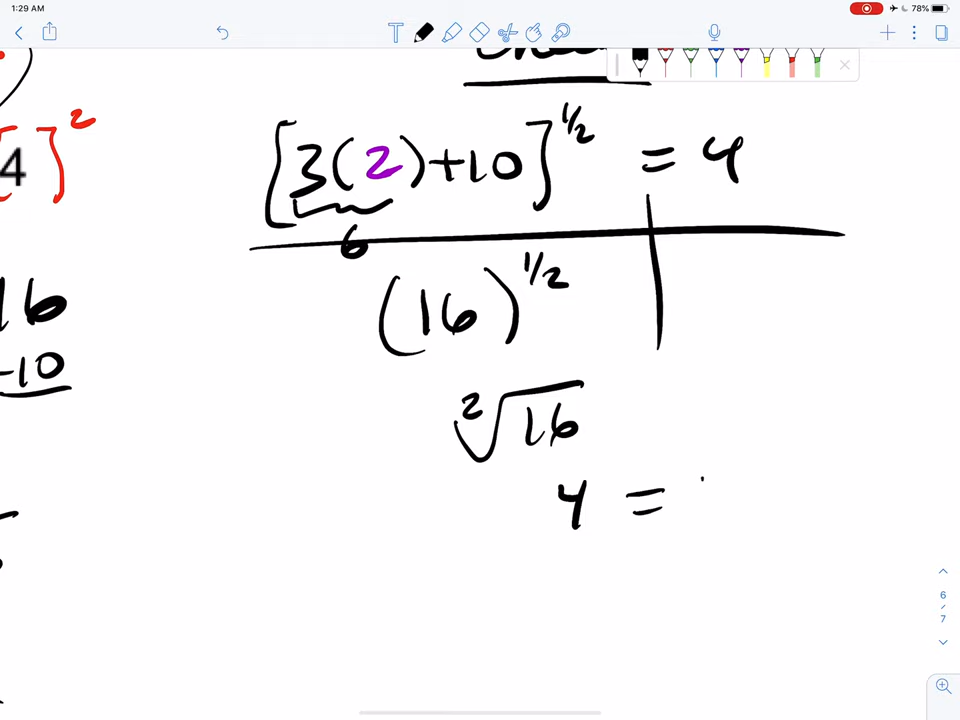 1:29 AM
78%
T
Check
4]²
[3(2)+10]^1/2 = 4
6
(16)^1/2
16
-10
²√16
4 =
6
/
7